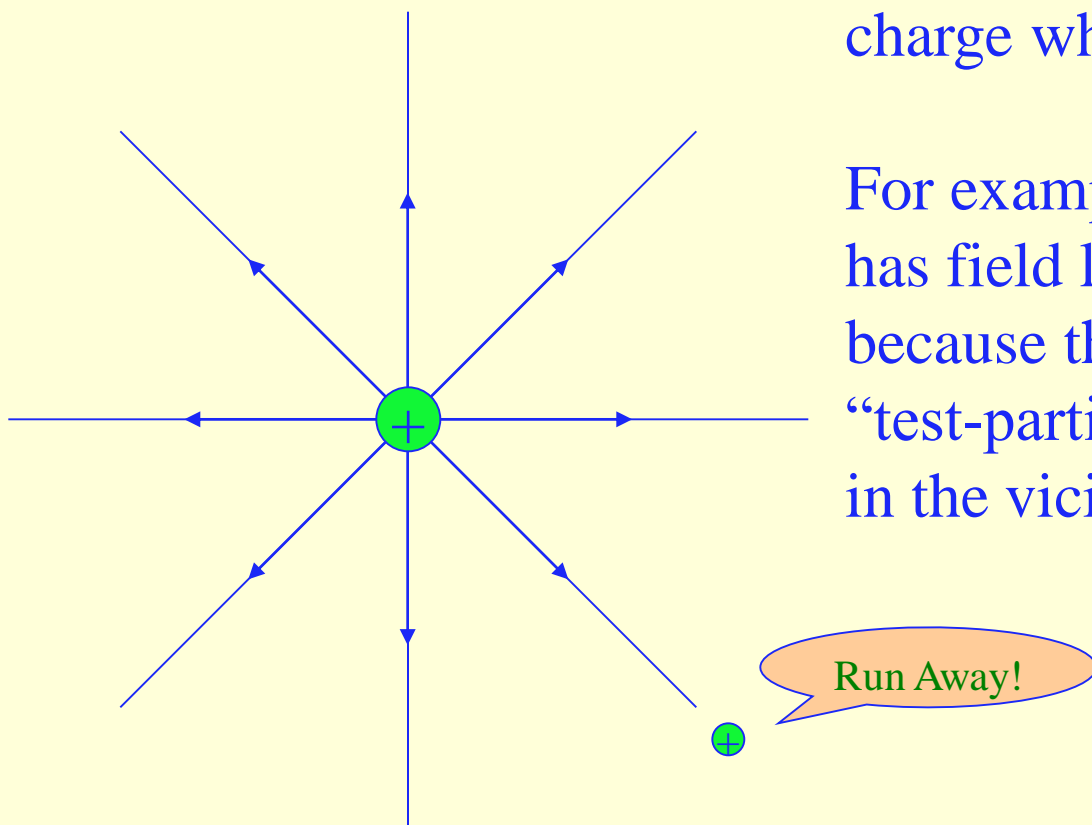 charge wh
For examp
has field l
because th
“test-parti
in the vici
+
Run Away!
+